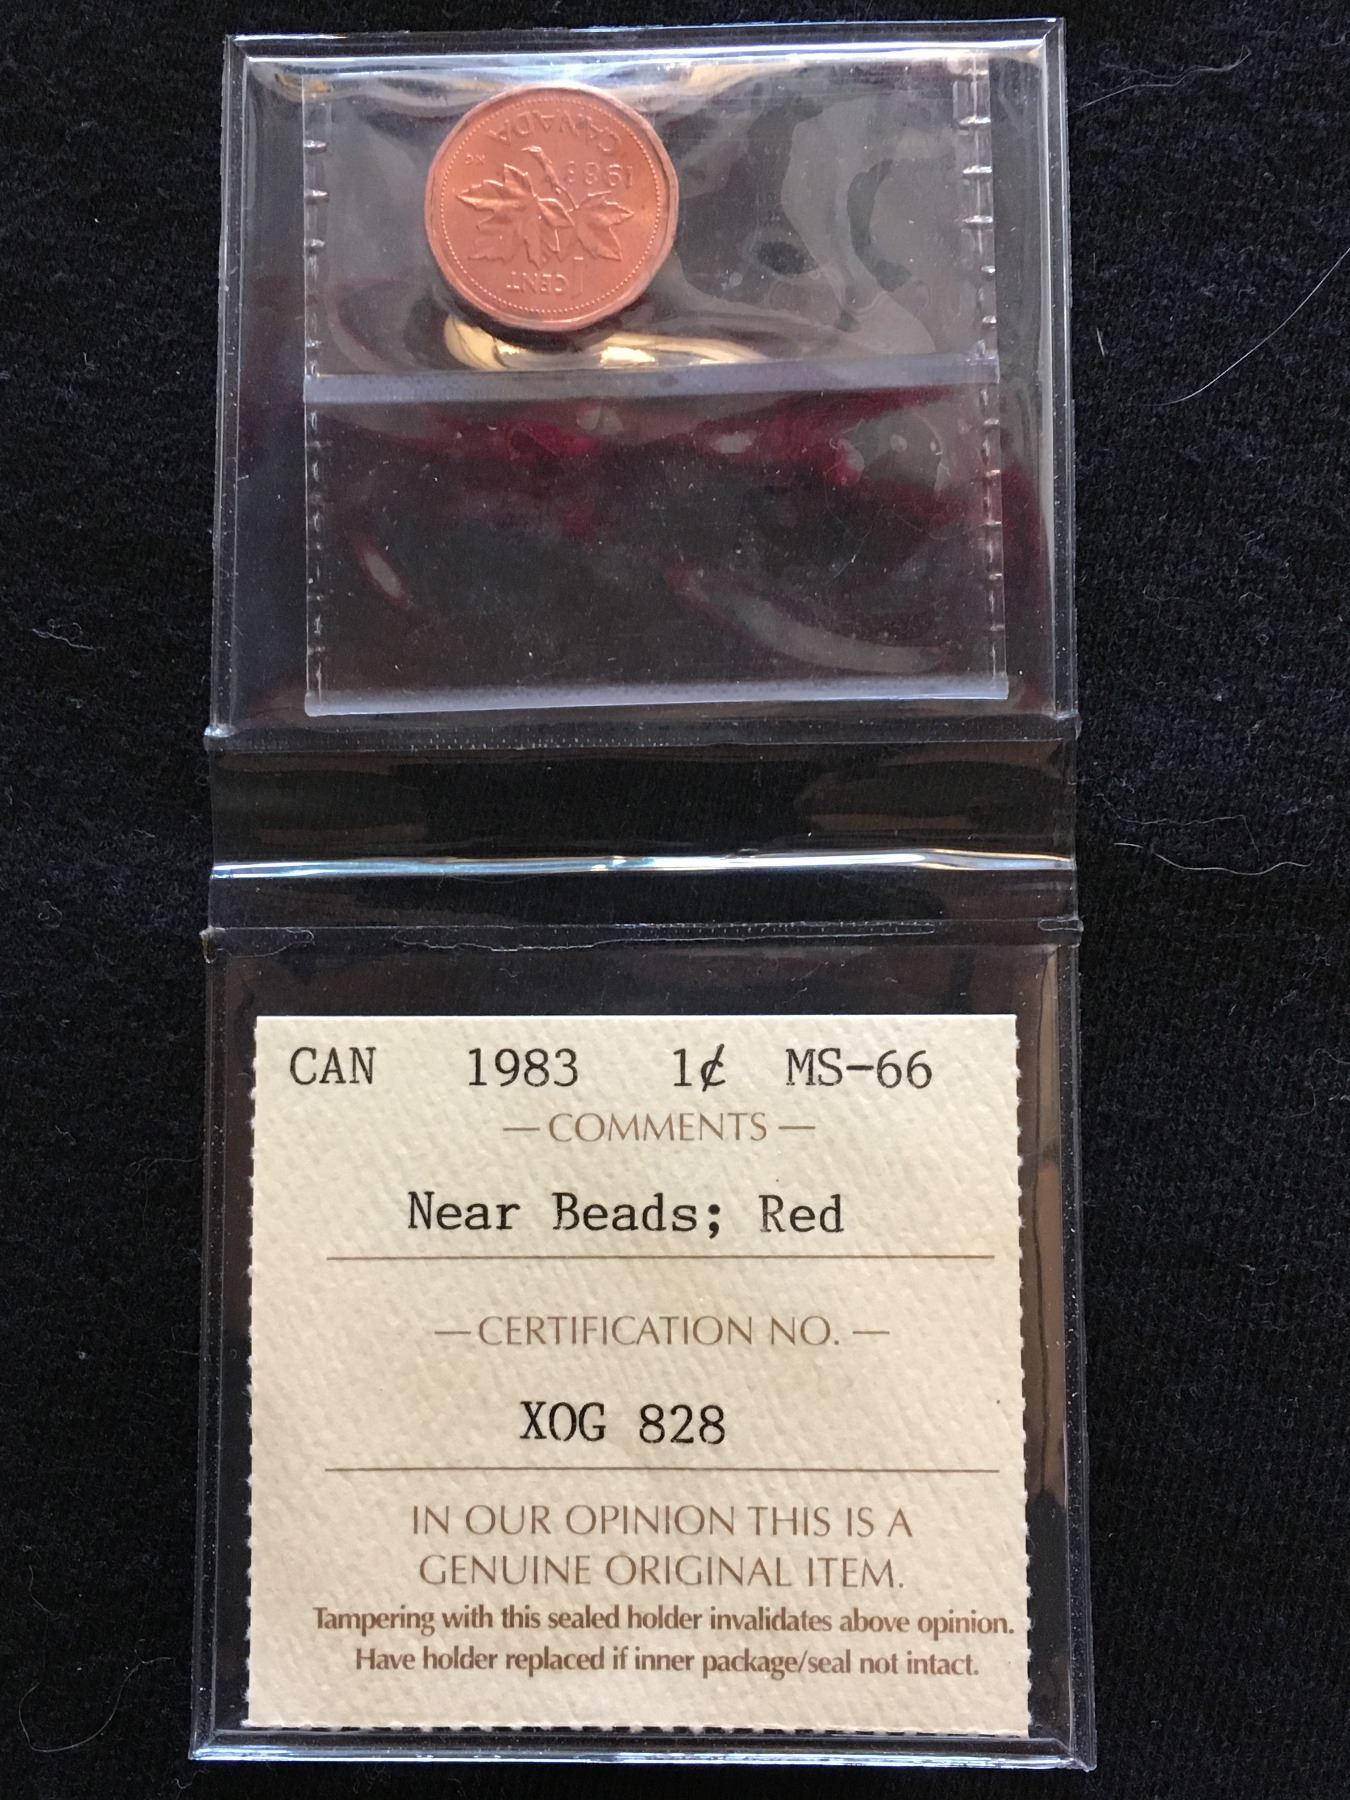 CANADA
1983
KG
1
CENT
CAN 1983 1¢ MS-66
— COMMENTS —
Near Beads; Red
— CERTIFICATION NO. —
XOG 828
IN OUR OPINION THIS IS A
GENUINE ORIGINAL ITEM.
Tampering with this sealed holder invalidates above opinion.
Have holder replaced if inner package/seal not intact.